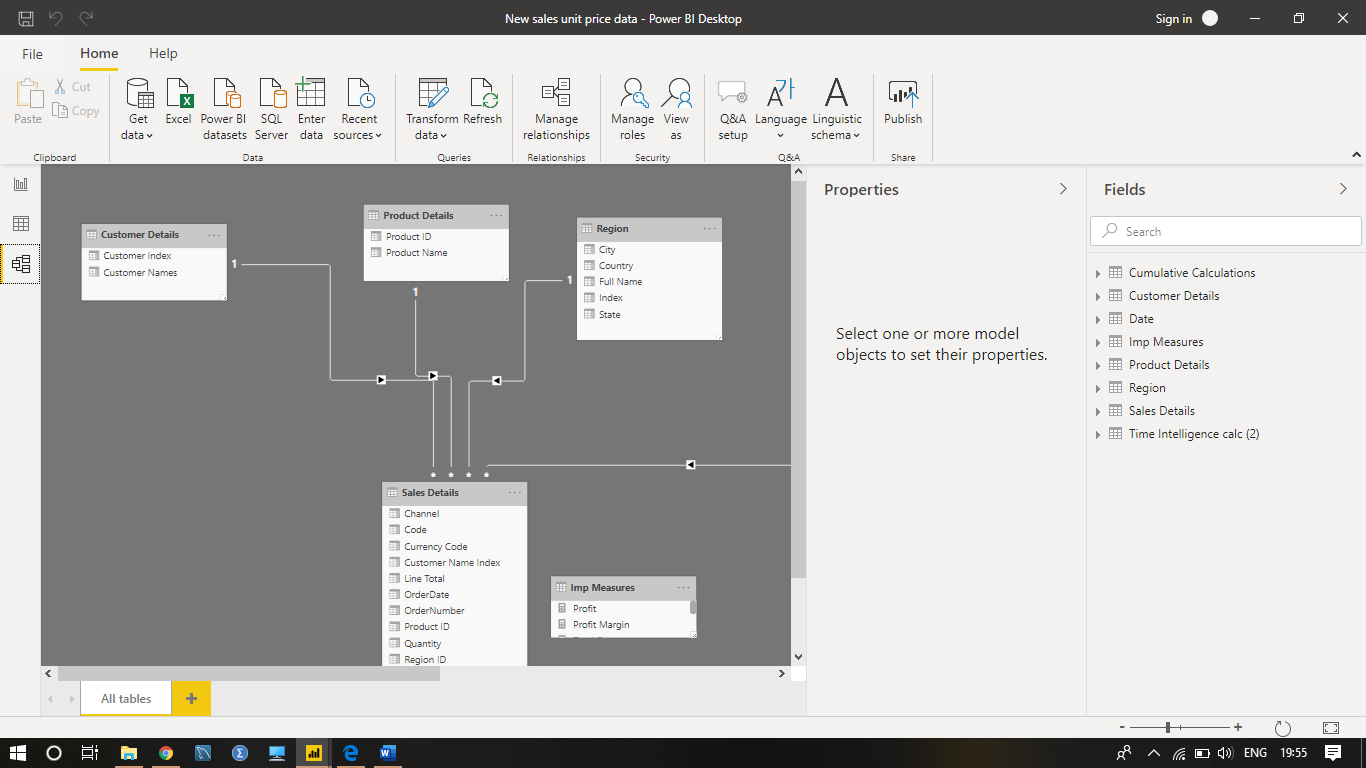 New sales unit price data - Power BI Desktop
Sign in
File
Home
Help
Paste
Cut
Copy
Clipboard
Get data
Excel
Power BI datasets
SQL Server
Enter data
Recent sources
Data
Transform data
Refresh
Queries
Manage relationships
Relationships
Manage roles
View as
Security
Q&A setup
Language
Linguistic schema
Q&A
Publish
Share
Customer Details
Customer Index
Customer Names
1
Product Details
Product ID
Product Name
1
Region
City
Country
Full Name
Index
State
1
* * * *
Sales Details
Channel
Code
Currency Code
Customer Name Index
Line Total
OrderDate
OrderNumber
Product ID
Quantity
Region ID
Imp Measures
Profit
Profit Margin
Properties
Select one or more model
objects to set their properties.
Fields
Search
Cumulative Calculations
Customer Details
Date
Imp Measures
Product Details
Region
Sales Details
Time Intelligence calc (2)
All tables
+
- +
ENG
19:55